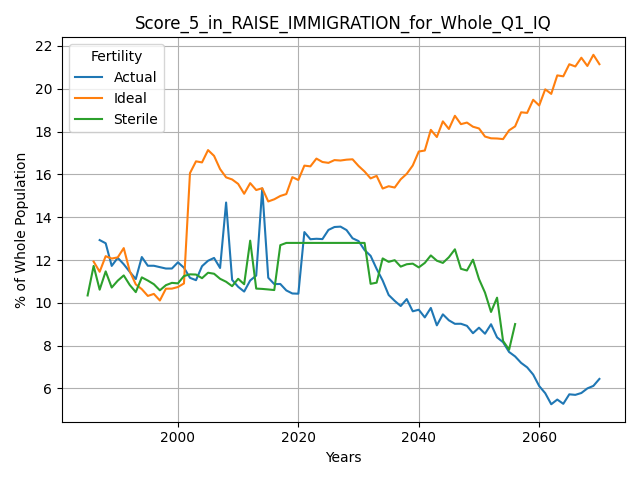 Score_5_in_RAISE_IMMIGRATION_for_Whole_Q1_IQ
Fertility
Actual
Ideal
Sterile
% of Whole Population
22
20
18
16
14
12
10
8
6
2000 2020 2040 2060
Years